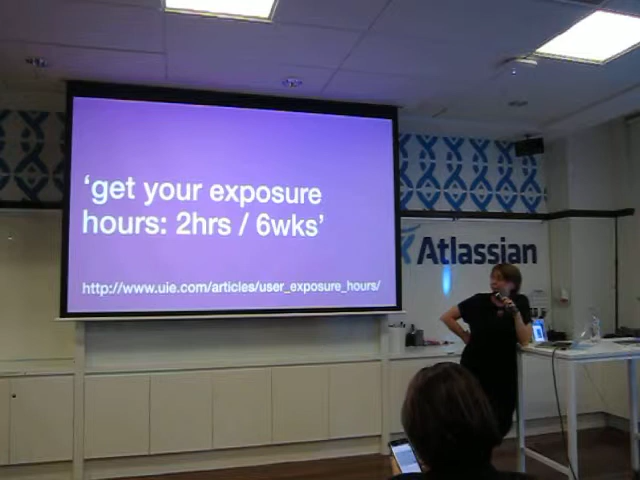 ‘get your exposure
hours: 2hrs / 6wks’
http://www.uie.com/articles/user_exposure_hours/
Atlassian